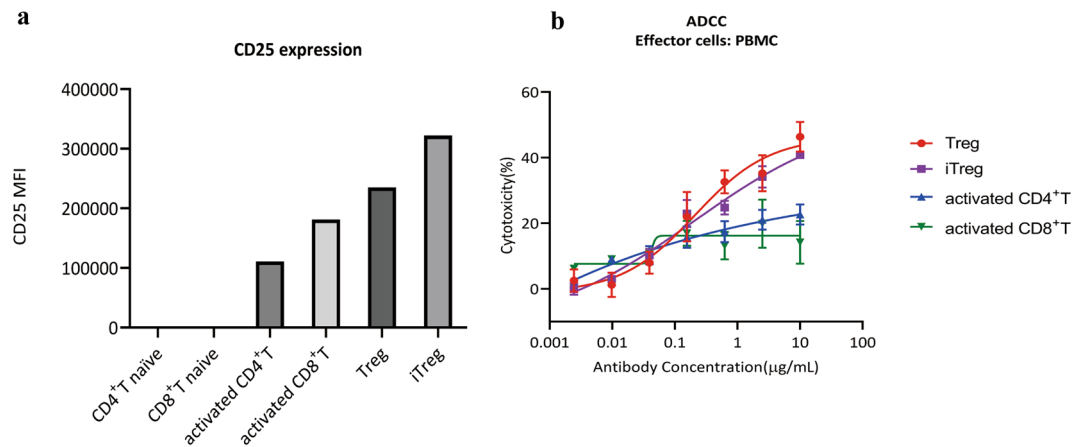 a
CD25 expression
CD25 MFI
400000
300000
200000
100000
0
CD4⁺T naïve
CD8⁺T naive
activated CD4⁺T
activated CD8⁺T
Treg
iTreg
b
ADCC
Effector cells: PBMC
Cytotoxicity(%)
60
40
20
0
0.001
0.01
0.1
1
10
100
Antibody Concentration(μg/mL)
Treg
iTreg
activated CD4⁺T
activated CD8⁺T